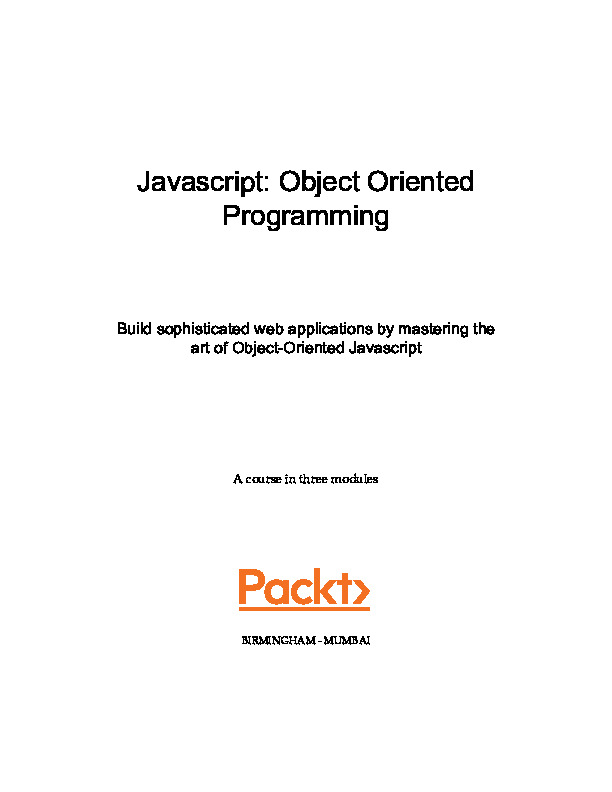 Javascript: Object Oriented
Programming
Build sophisticated web applications by mastering the
art of Object-Oriented Javascript
A course in three modules
Packt>
BIRMINGHAM - MUMBAI